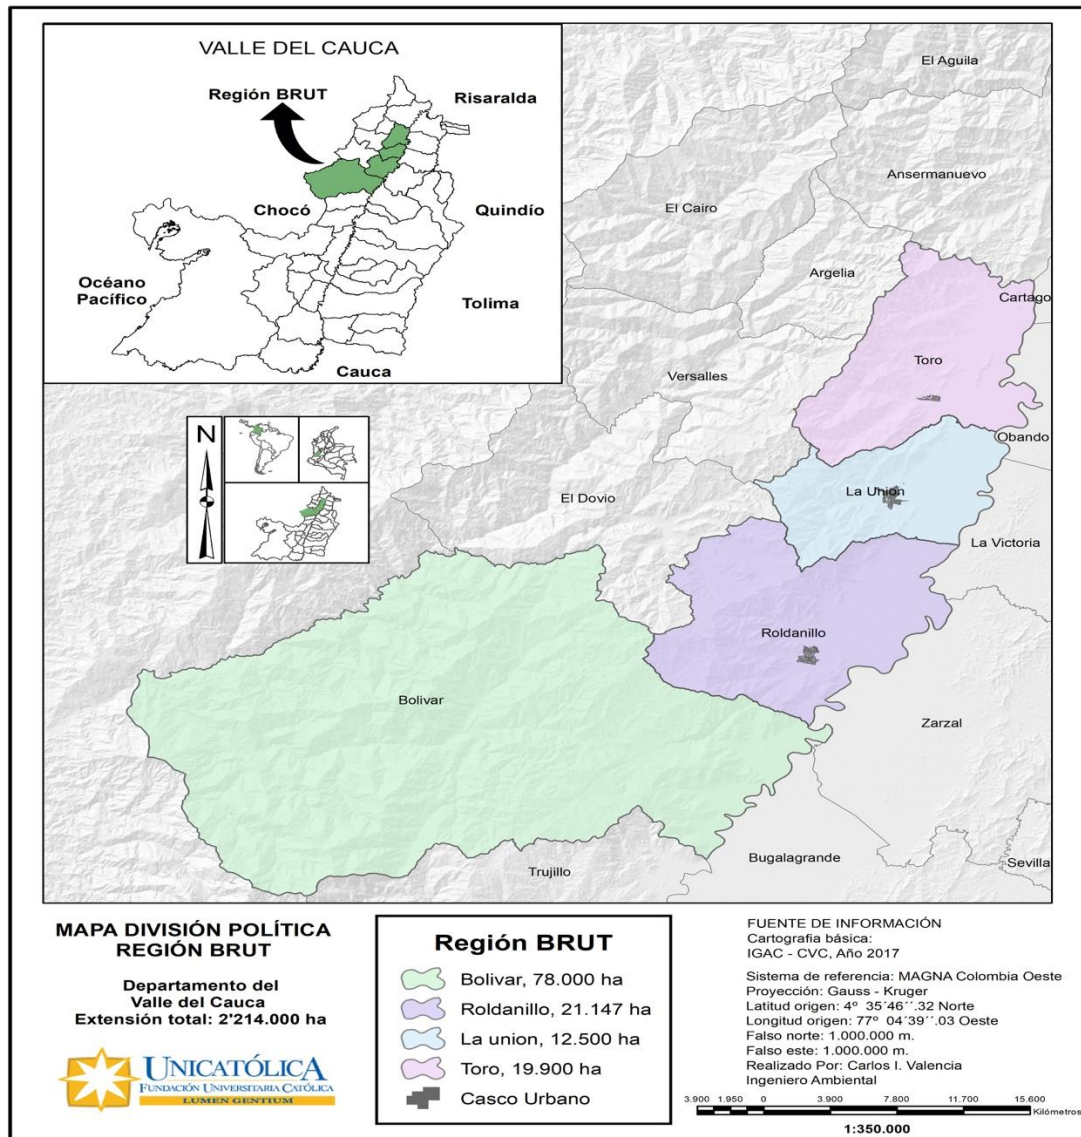 VALLE DEL CAUCA
Región BRUT
Risaralda
Chocó
Quindío
Océano
Pacífico
Tolima
Cauca
El Aguila
Ansermanuevo
El Cairo
Argelia
Cartago
Toro
Versalles
Obando
La Union
El Dovio
La Victoria
Roldanillo
Bolivar
Zarzal
Trujillo
Bugalagrande
Sevilla
N
MAPA DIVISIÓN POLÍTICA
REGIÓN BRUT
Departamento del
Valle del Cauca
Extensión total: 2'214.000 ha
UNICATÓLICA
FUNDACIÓN UNIVERSITARIA CATÓLICA
LUMEN GENTIUM
Región BRUT
Bolivar, 78.000 ha
Roldanillo, 21.147 ha
La union, 12.500 ha
Toro, 19.900 ha
Casco Urbano
FUENTE DE INFORMACIÓN
Cartografia básica:
IGAC - CVC, Año 2017
Sistema de referencia: MAGNA Colombia Oeste
Proyección: Gauss - Kruger
Latitud origen: 4º 35´46´´.32 Norte
Longitud origen: 77º 04´39´´.03 Oeste
Falso norte: 1.000.000 m.
Falso este: 1.000.000 m.
Realizado Por: Carlos I. Valencia
Ingeniero Ambiental
3.900 1.950 0 3.900 7.800 11.700 15.600
Kilómetros
1:350.000